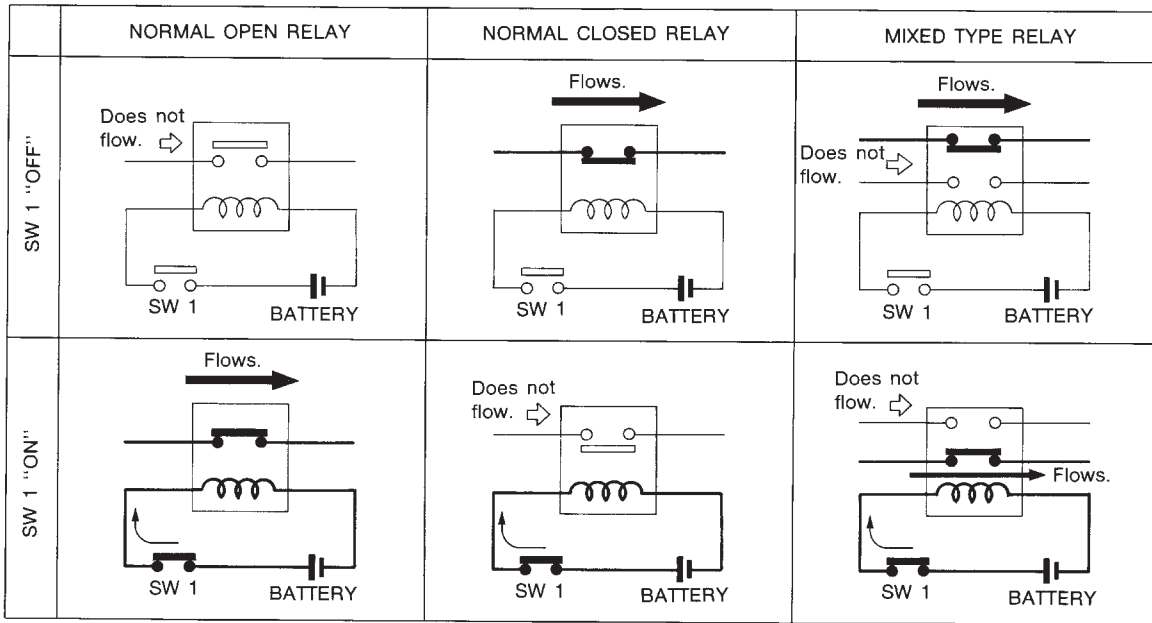 NORMAL OPEN RELAY
NORMAL CLOSED RELAY
MIXED TYPE RELAY
SW 1 "OFF"
Does not
flow.
SW 1
BATTERY
Flows.
SW 1
BATTERY
Flows.
Does not
flow.
SW 1
BATTERY
SW 1 "ON"
Flows.
SW 1
BATTERY
Does not
flow.
SW 1
BATTERY
Does not
flow.
Flows.
SW 1
BATTERY